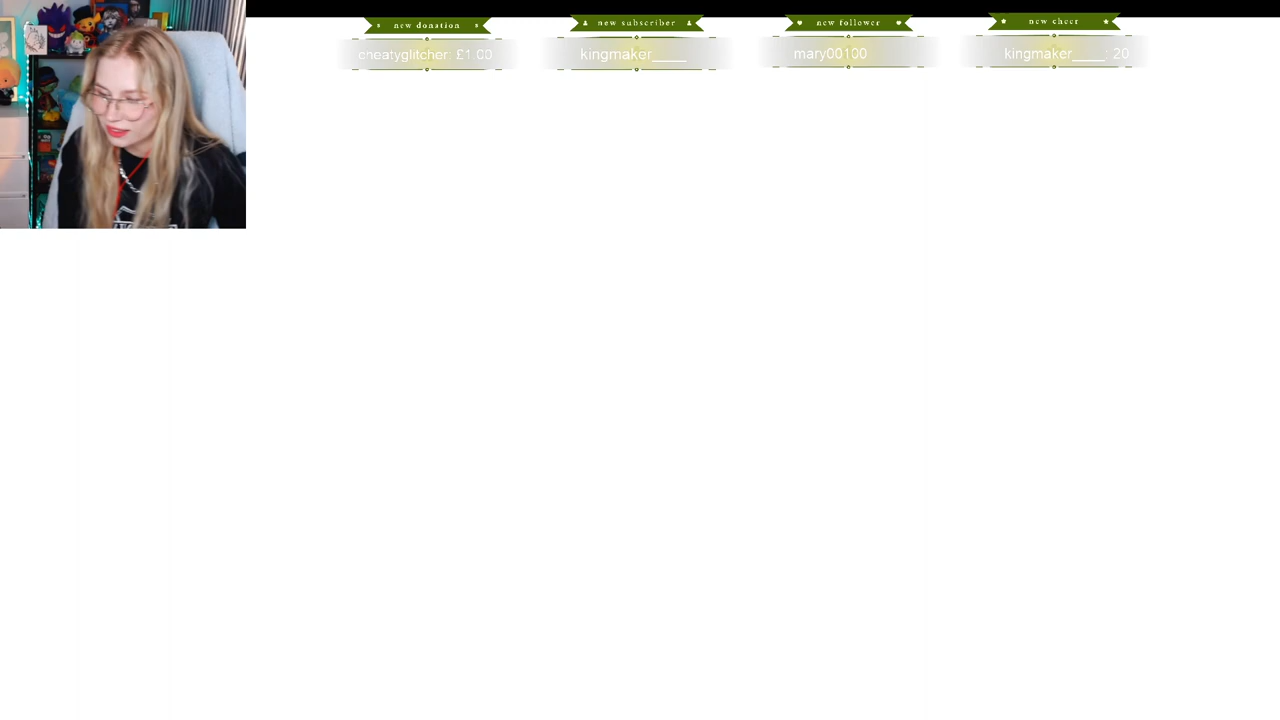 new donation
cheatyglitcher: £1.00
new subscriber
kingmaker_____
new follower
mary00100
new cheer
kingmaker_____: 20